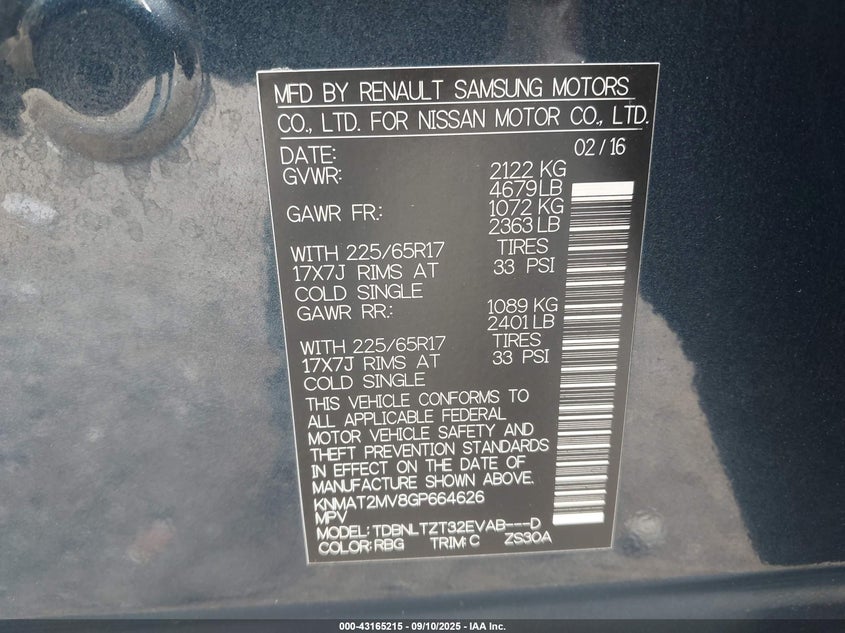 MFD BY RENAULT SAMSUNG MOTORS
CO., LTD. FOR NISSAN MOTOR CO., LTD.
DATE: 02/16
GVWR: 2122 KG
4679 LB
GAWR FR: 1072 KG
2363 LB
WITH 225/65R17 TIRES
17X7J RIMS AT 33 PSI
COLD SINGLE
GAWR RR: 1089 KG
2401 LB
WITH 225/65R17 TIRES
17X7J RIMS AT 33 PSI
COLD SINGLE
THIS VEHICLE CONFORMS TO
ALL APPLICABLE FEDERAL
MOTOR VEHICLE SAFETY AND
THEFT PREVENTION STANDARDS
IN EFFECT ON THE DATE OF
MANUFACTURE SHOWN ABOVE.
KNMAT2MV8GP664626
MPV
MODEL: TDBNLTZT32EVAB---D
COLOR: RBG TRIM: C ZS30A
000-43165215 - 09/10/2025 - IAA Inc.